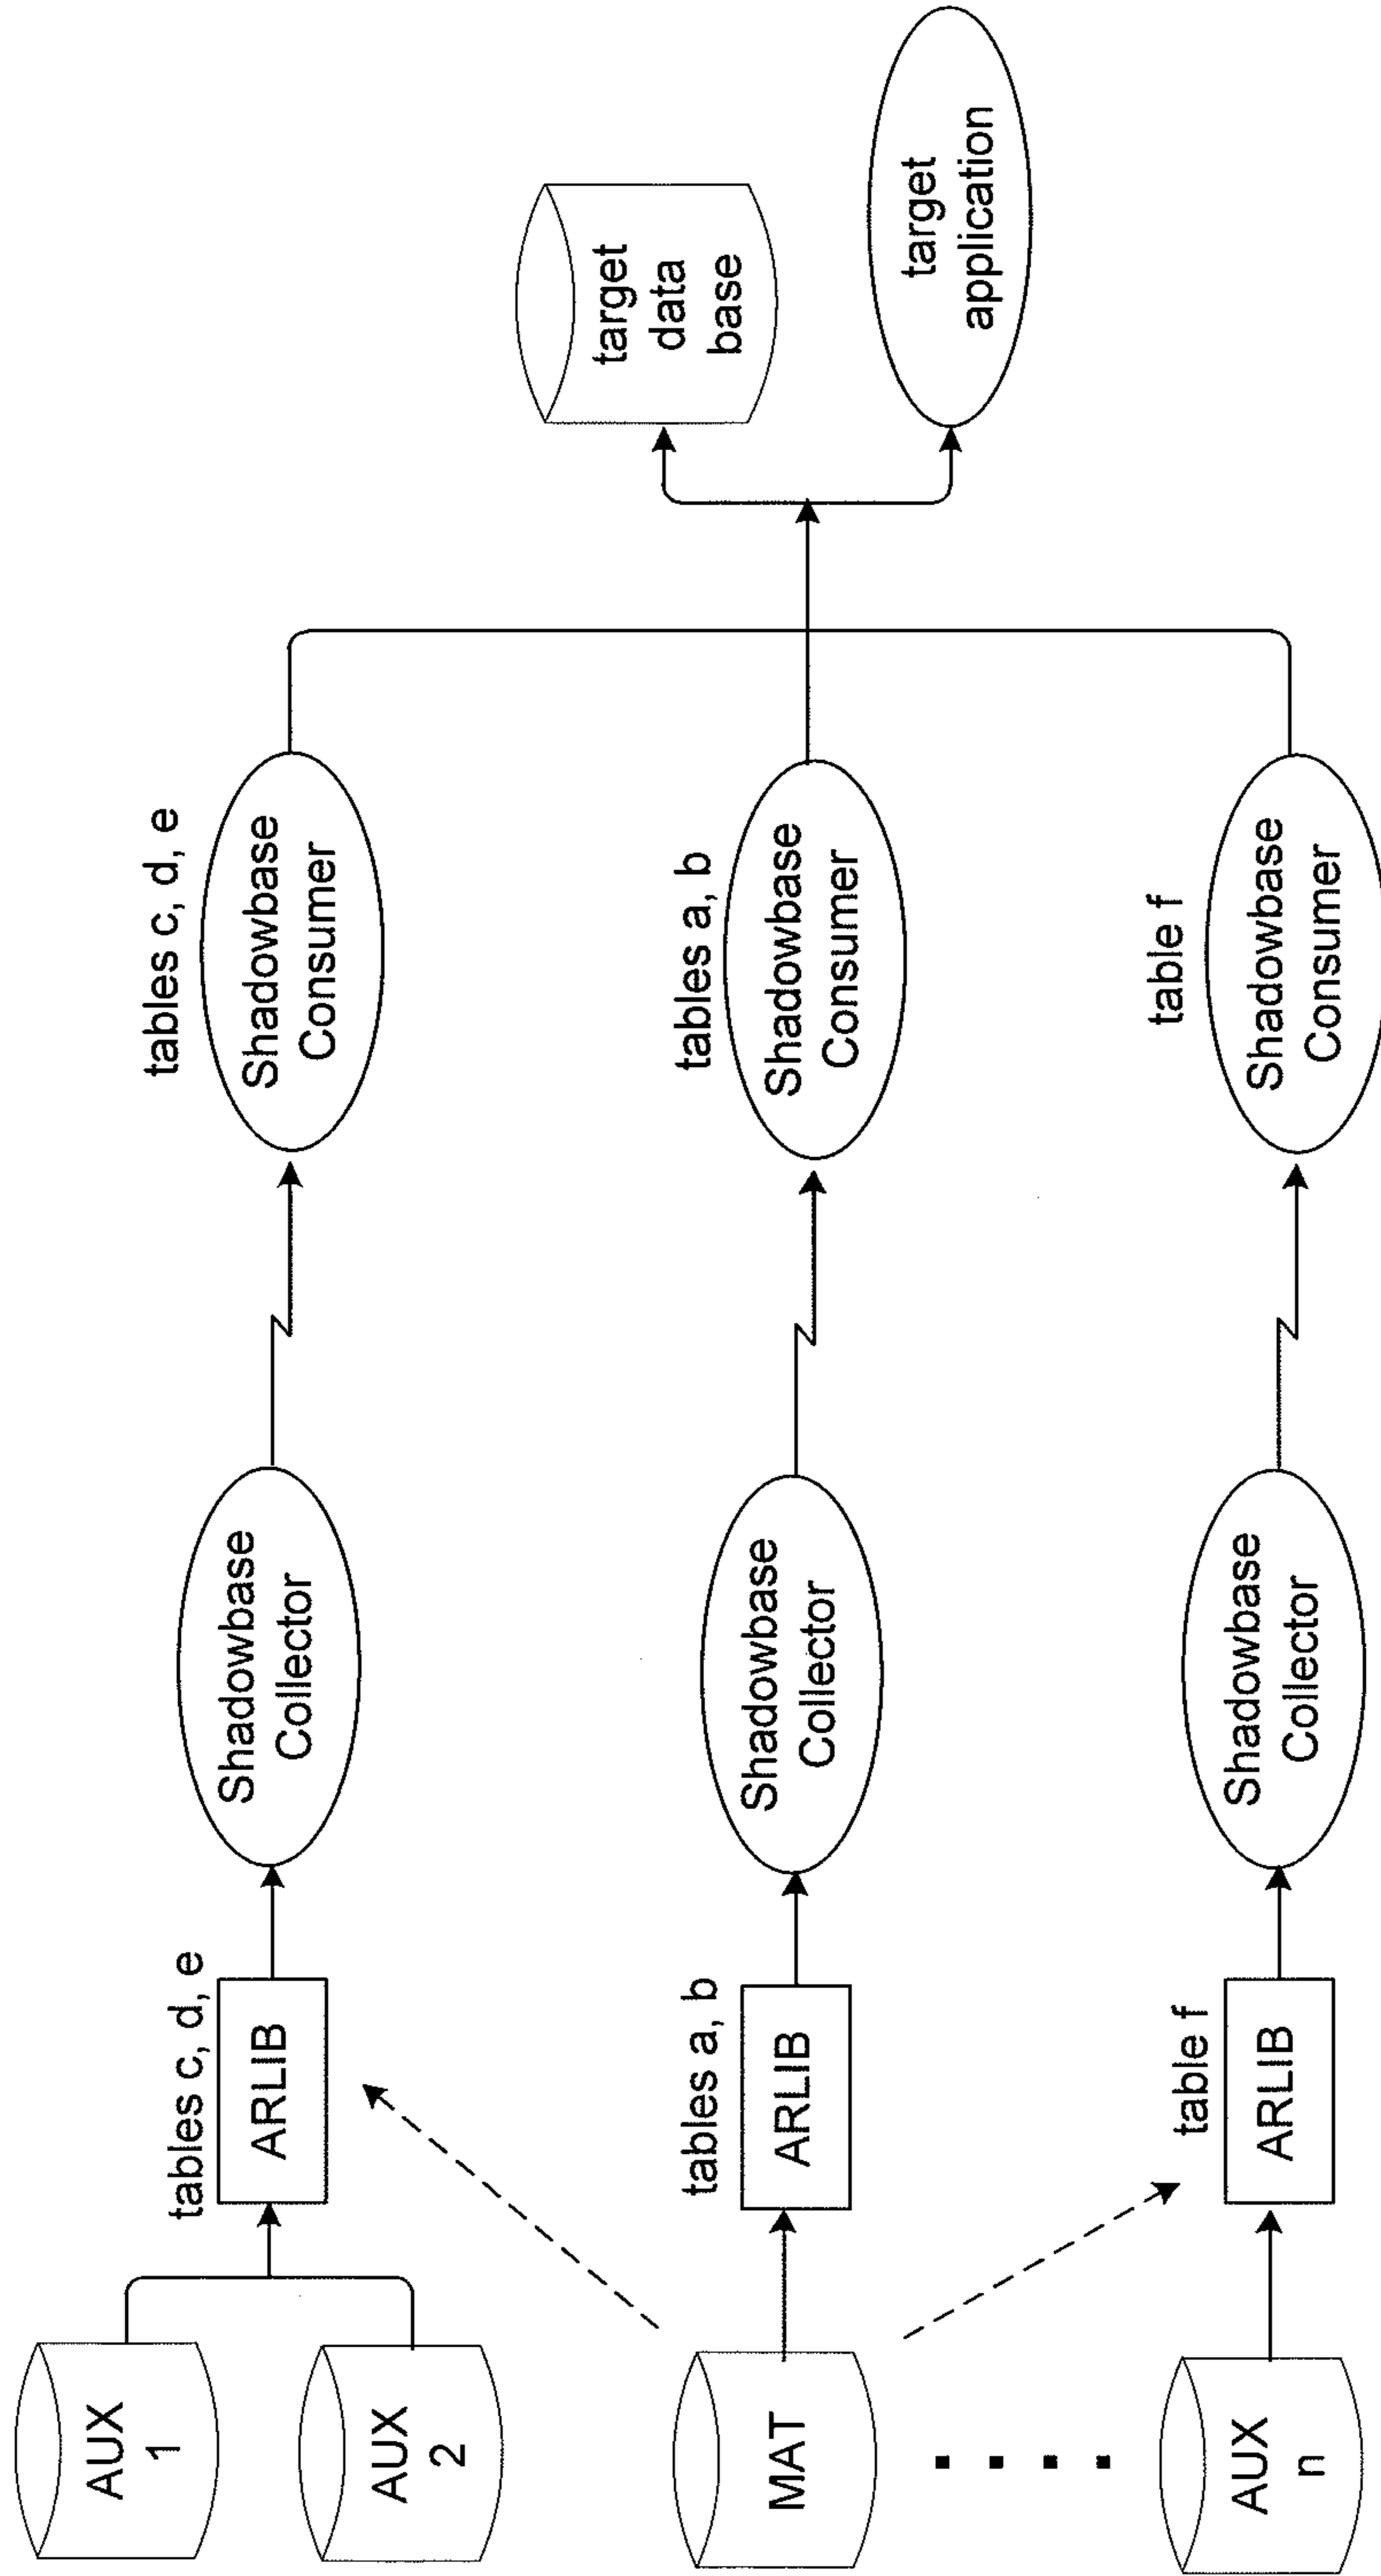 AUX
1
AUX
2
tables c, d, e
ARLIB
Shadowbase
Collector
tables c, d, e
Shadowbase
Consumer
MAT
tables a, b
ARLIB
Shadowbase
Collector
tables a, b
Shadowbase
Consumer
target
data
base
target
application
AUX
n
table f
ARLIB
Shadowbase
Collector
table f
Shadowbase
Consumer